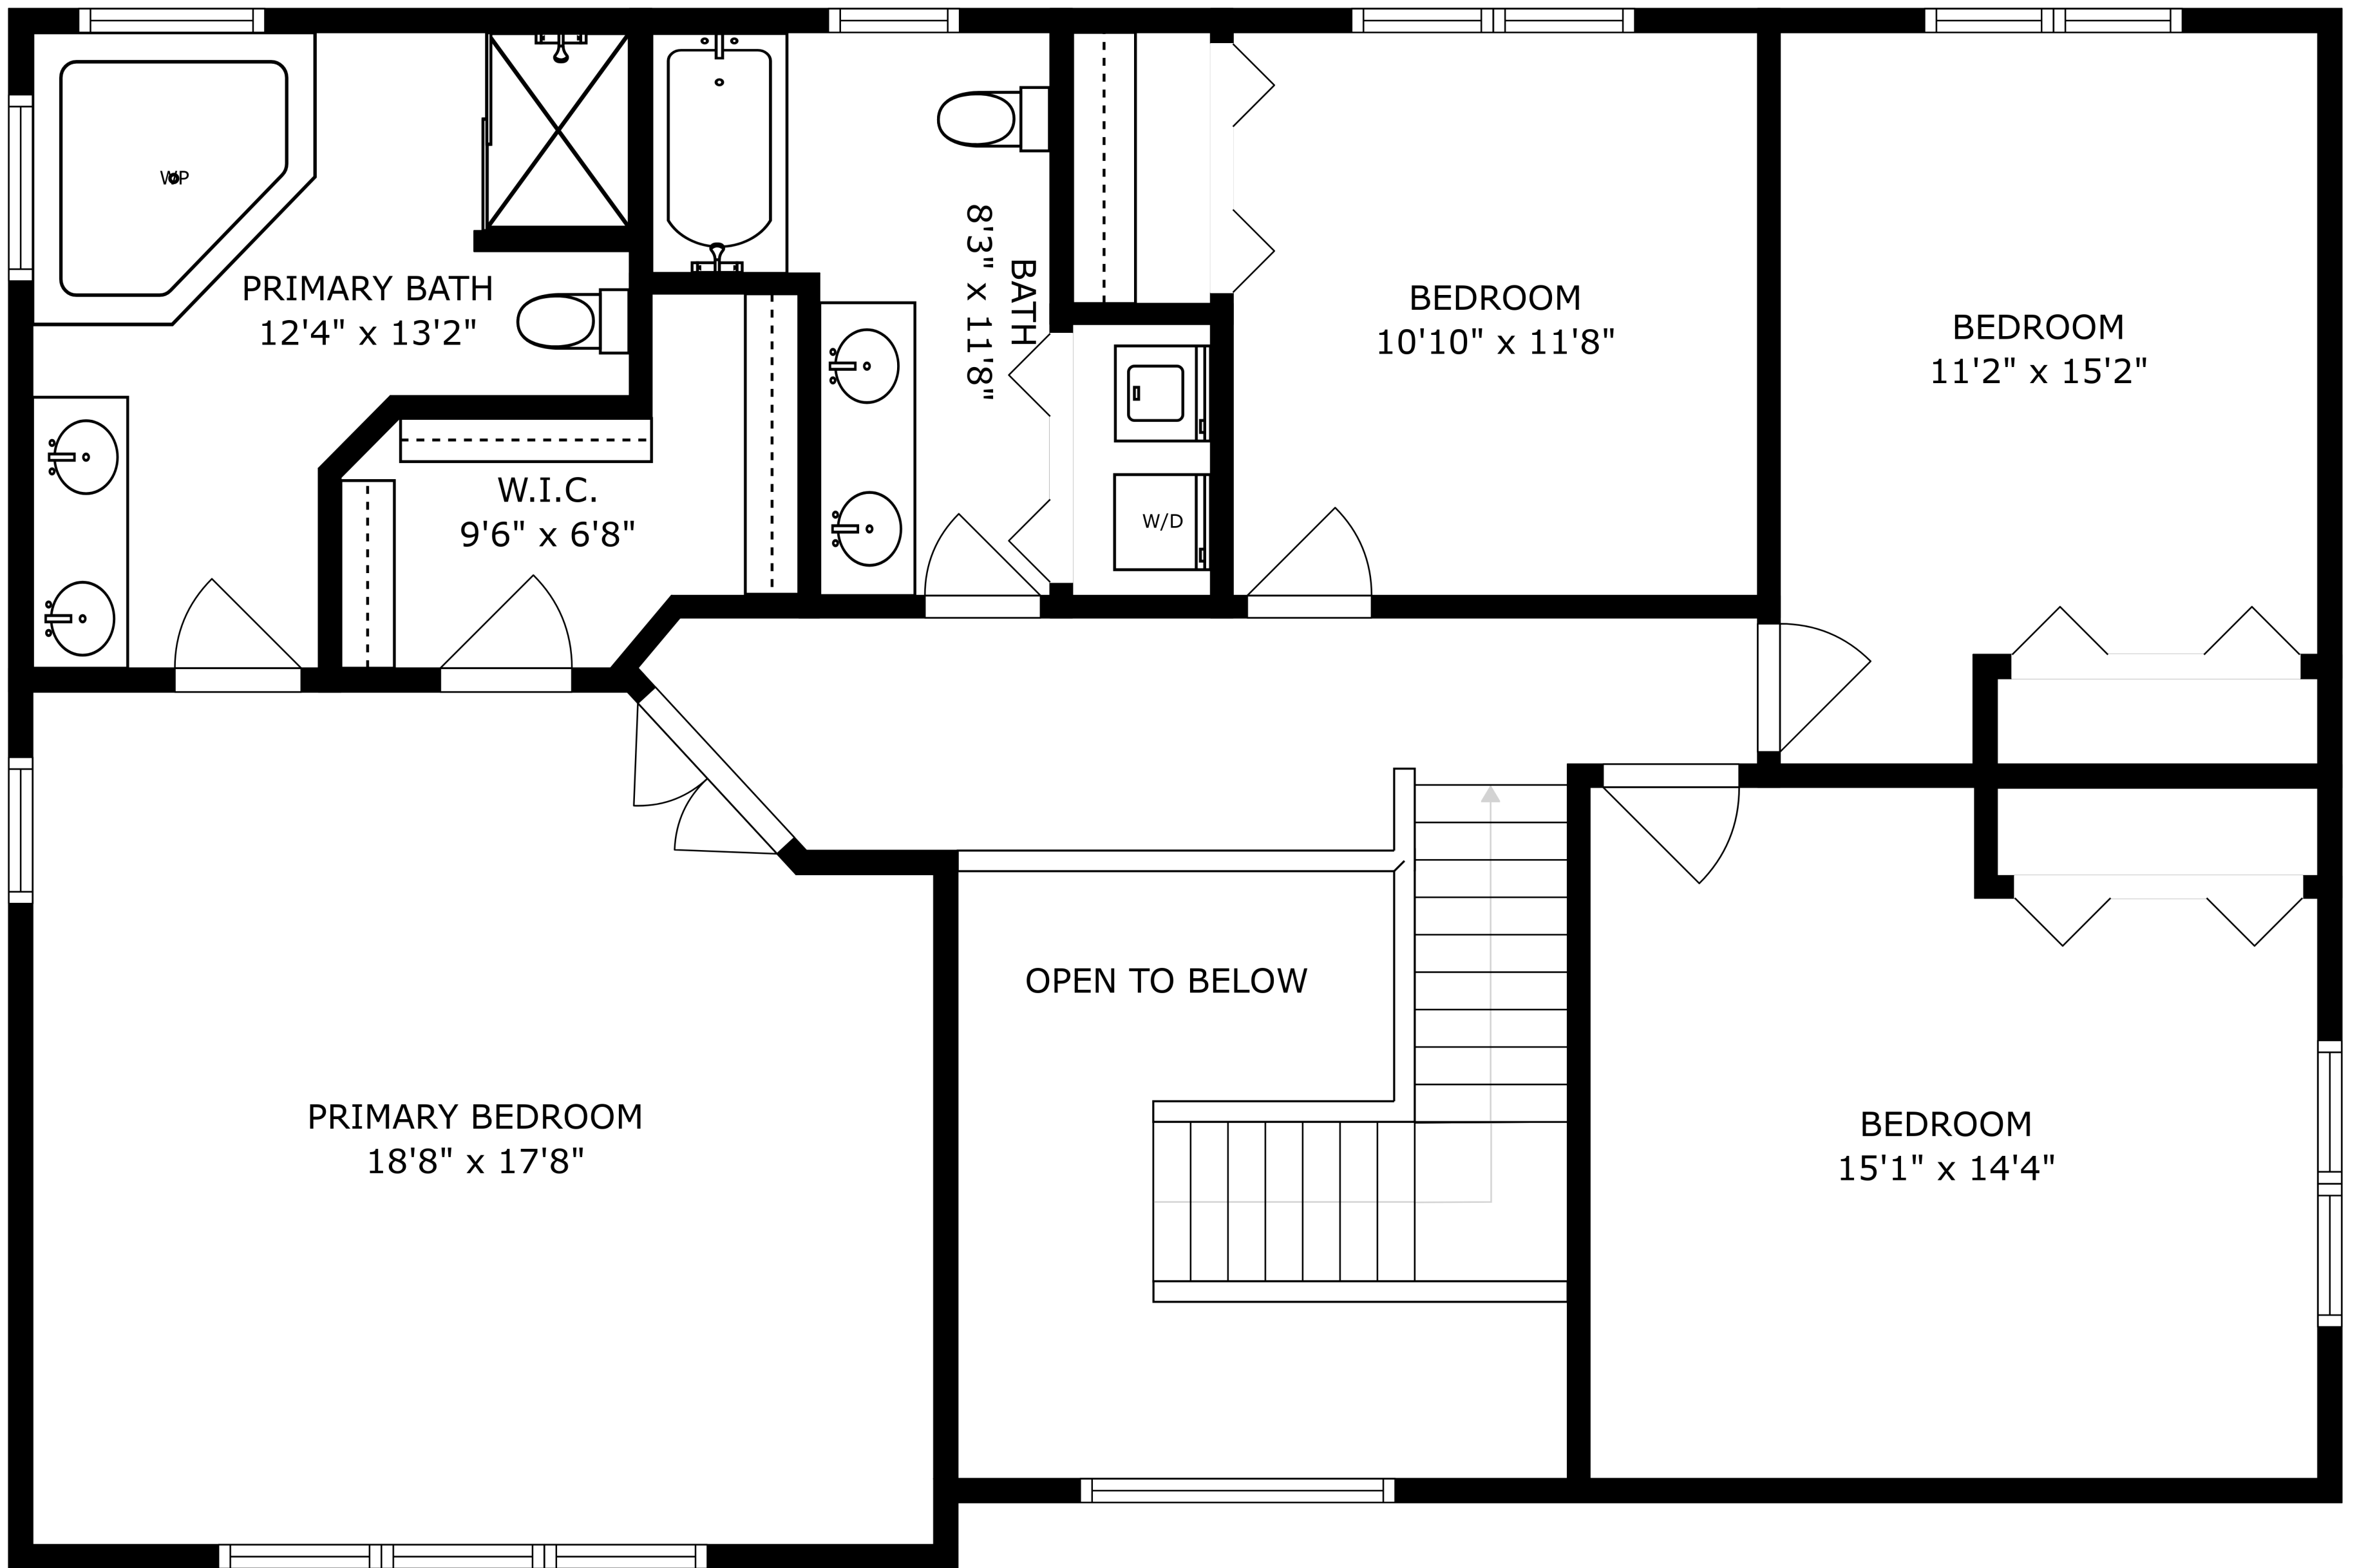 WP
PRIMARY BATH
12'4" x 13'2"
BATH
8'3" x 11'8"
BEDROOM
10'10" x 11'8"
BEDROOM
11'2" x 15'2"
W.I.C.
9'6" x 6'8"
W/D
OPEN TO BELOW
PRIMARY BEDROOM
18'8" x 17'8"
BEDROOM
15'1" x 14'4"